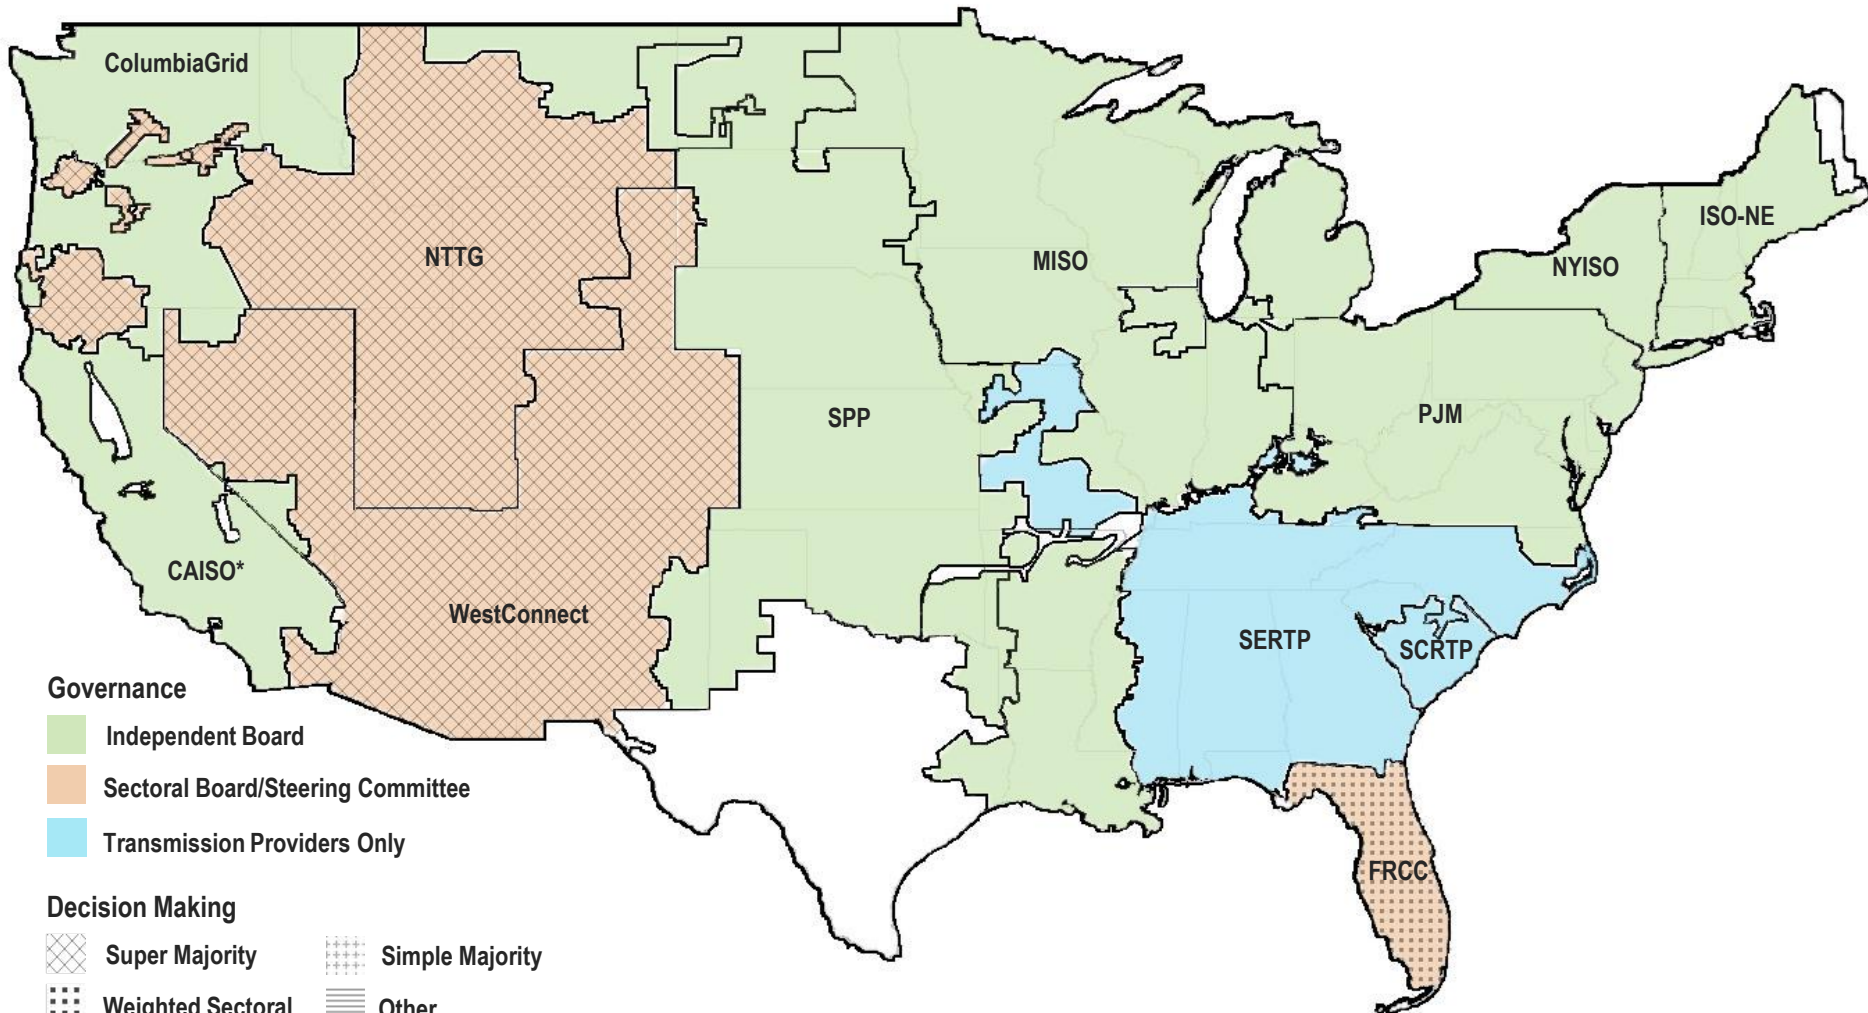 ColumbiaGrid
NTTG
MISO
ISO-NE
NYISO
SPP
PJM
CAISO*
WestConnect
SERTP
SCRTP
FRCC
Governance
Independent Board
Sectoral Board/Steering Committee
Transmission Providers Only
Decision Making
Super Majority
Simple Majority
Weighted Sectoral
Other